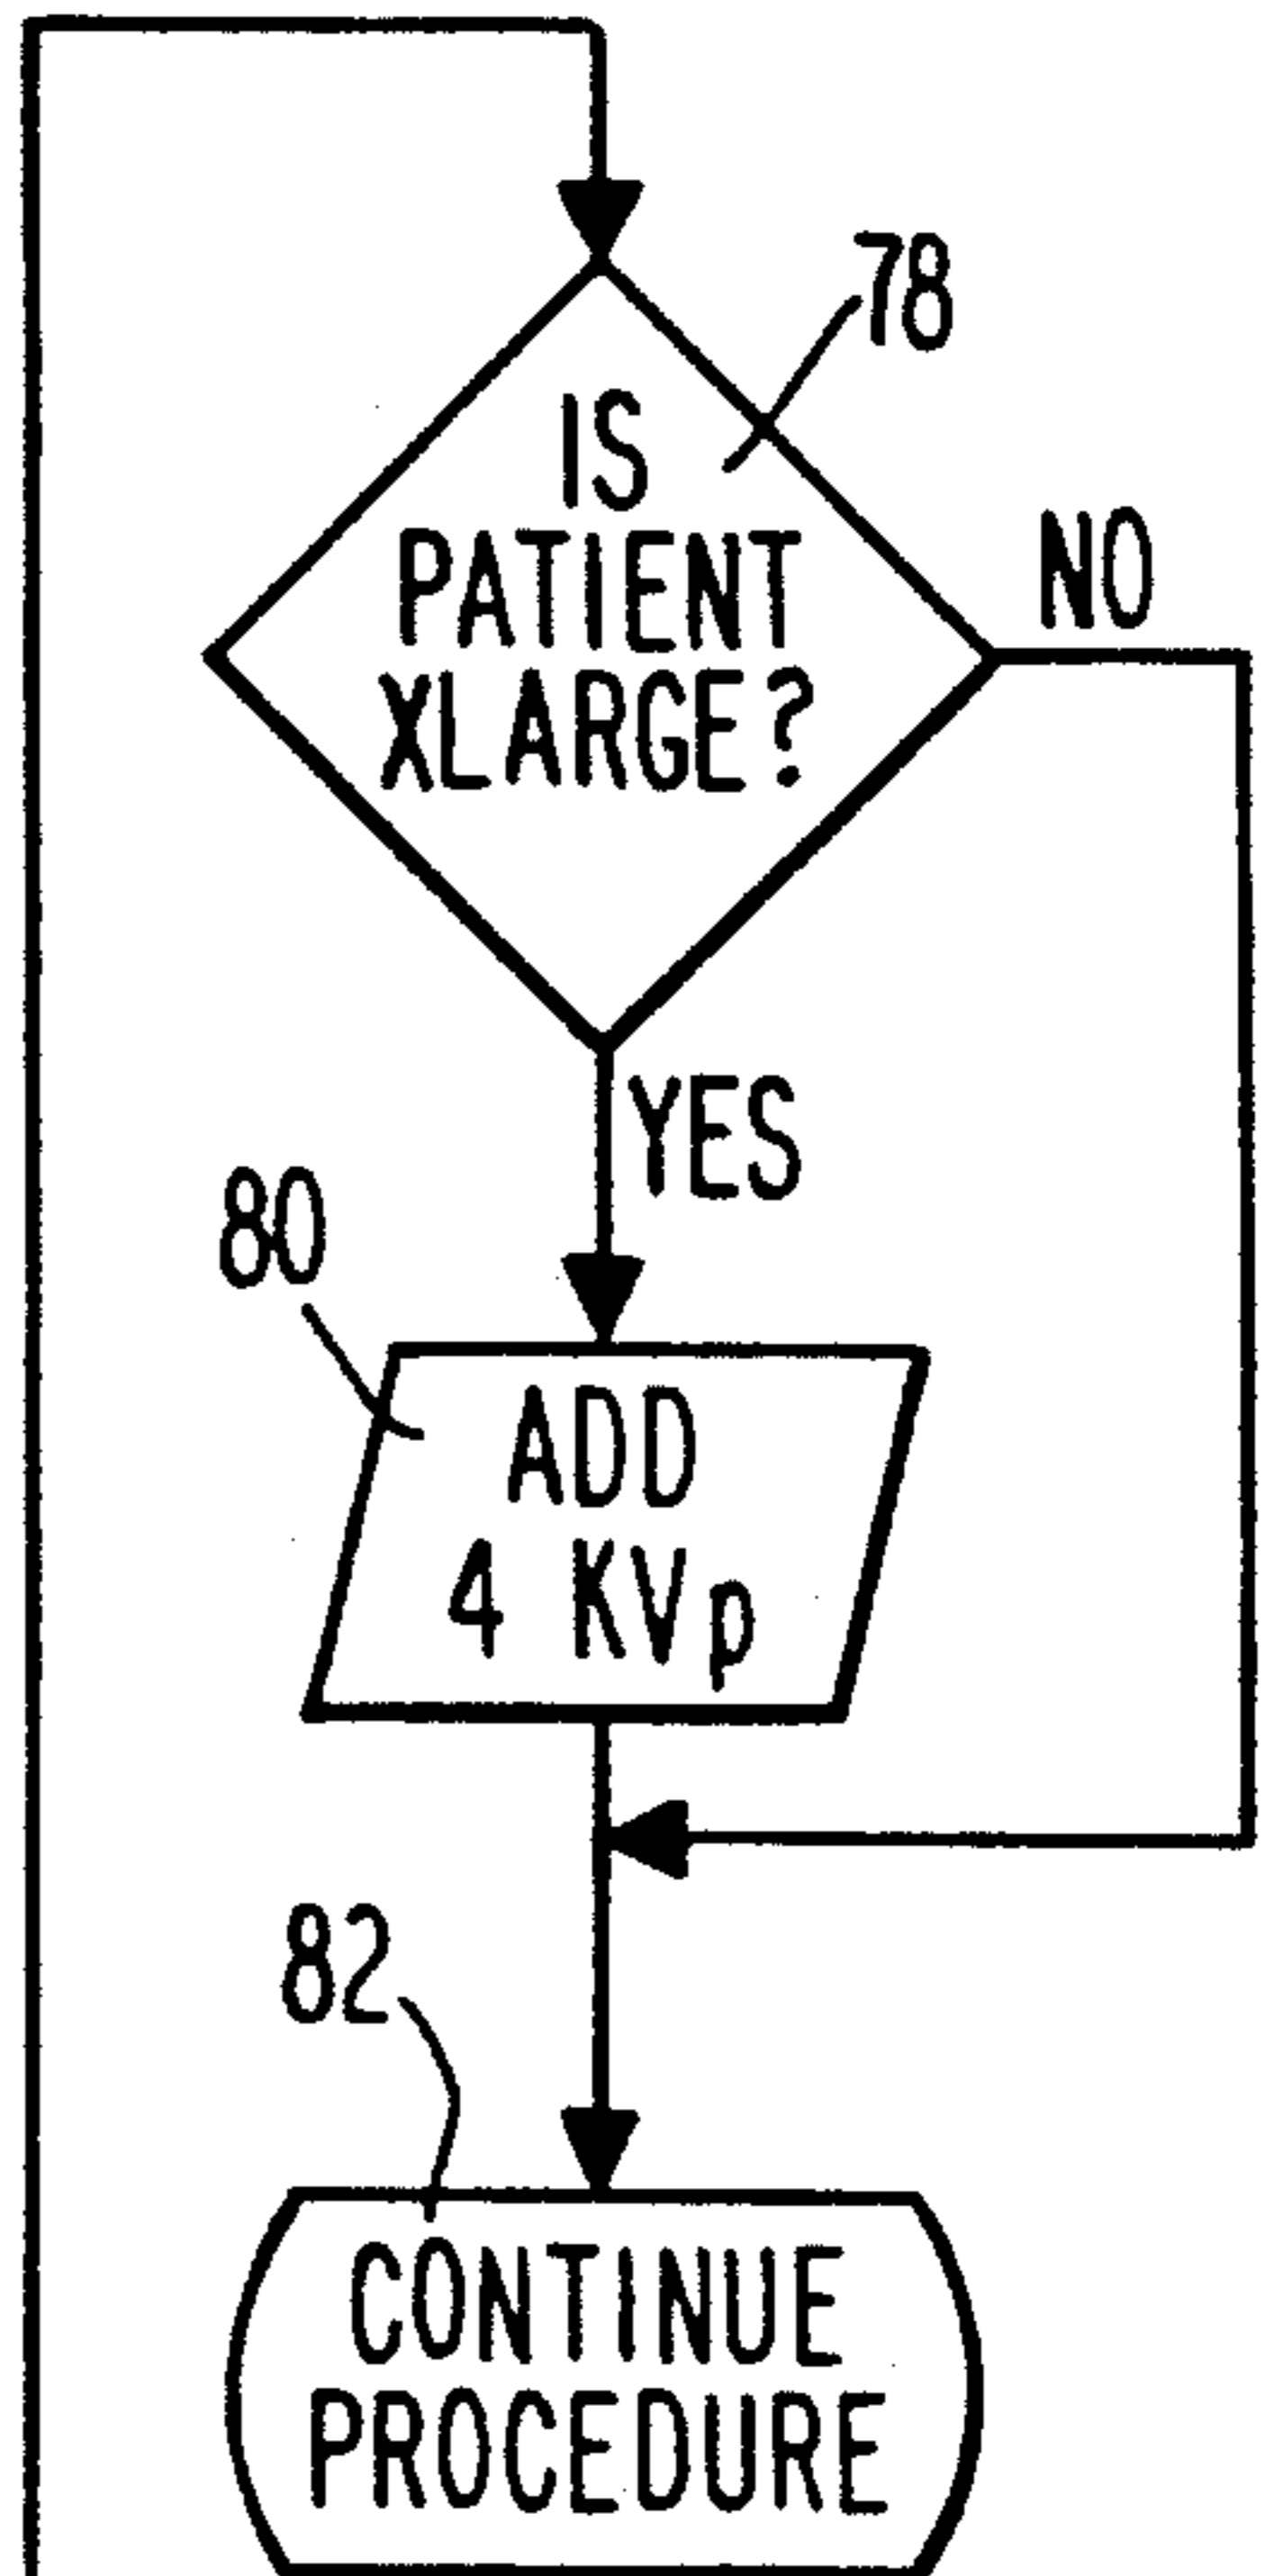 78
IS
PATIENT
XLARGE?
NO
YES
80
ADD
4 KVp
82
CONTINUE
PROCEDURE